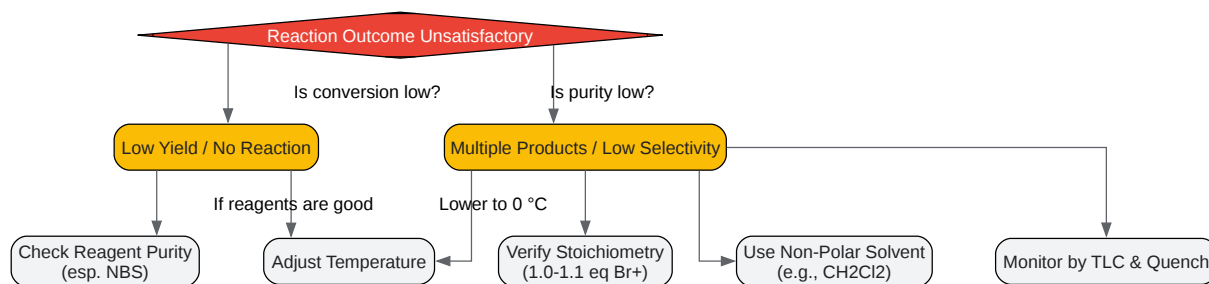 Reaction Outcome Unsatisfactory
Is conversion low?
Is purity low?
Low Yield / No Reaction
Multiple Products / Low Selectivity
If reagents are good
Lower to 0 °C
Check Reagent Purity
(esp. NBS)
Adjust Temperature
Verify Stoichiometry
(1.0-1.1 eq Br+)
Use Non-Polar Solvent
(e.g., CH2Cl2)
Monitor by TLC & Quench